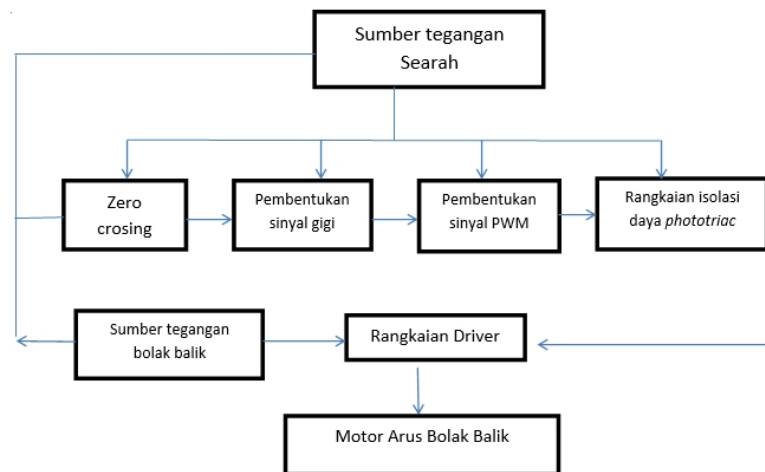 Sumber tegangan
Searah
Zero
crosing
Pembentukan
sinyal gigi
Pembentukan
sinyal PWM
Rangkaian isolasi
daya phototriac
Sumber tegangan
bolak balik
Rangkaian Driver
Motor Arus Bolak Balik